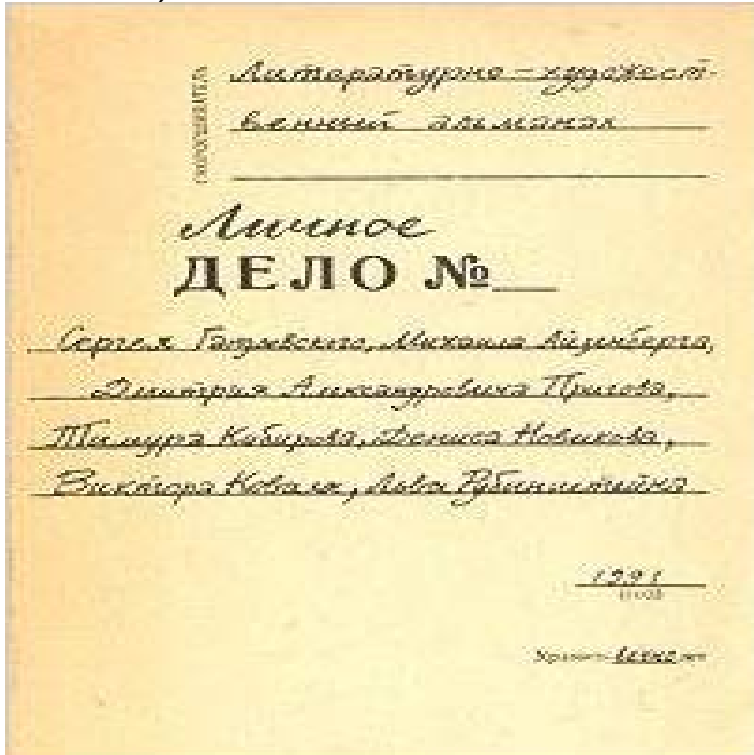 Литературно-художест-
венный альманах
Личное
ДЕЛО №
Сергея Гандлевского, Михаила Айзенберга,
Дмитрия Александровича Пригова,
Тимура Кибирова, Дениса Новикова,
Виктора Коваля, Льва Рубинштейна
1991